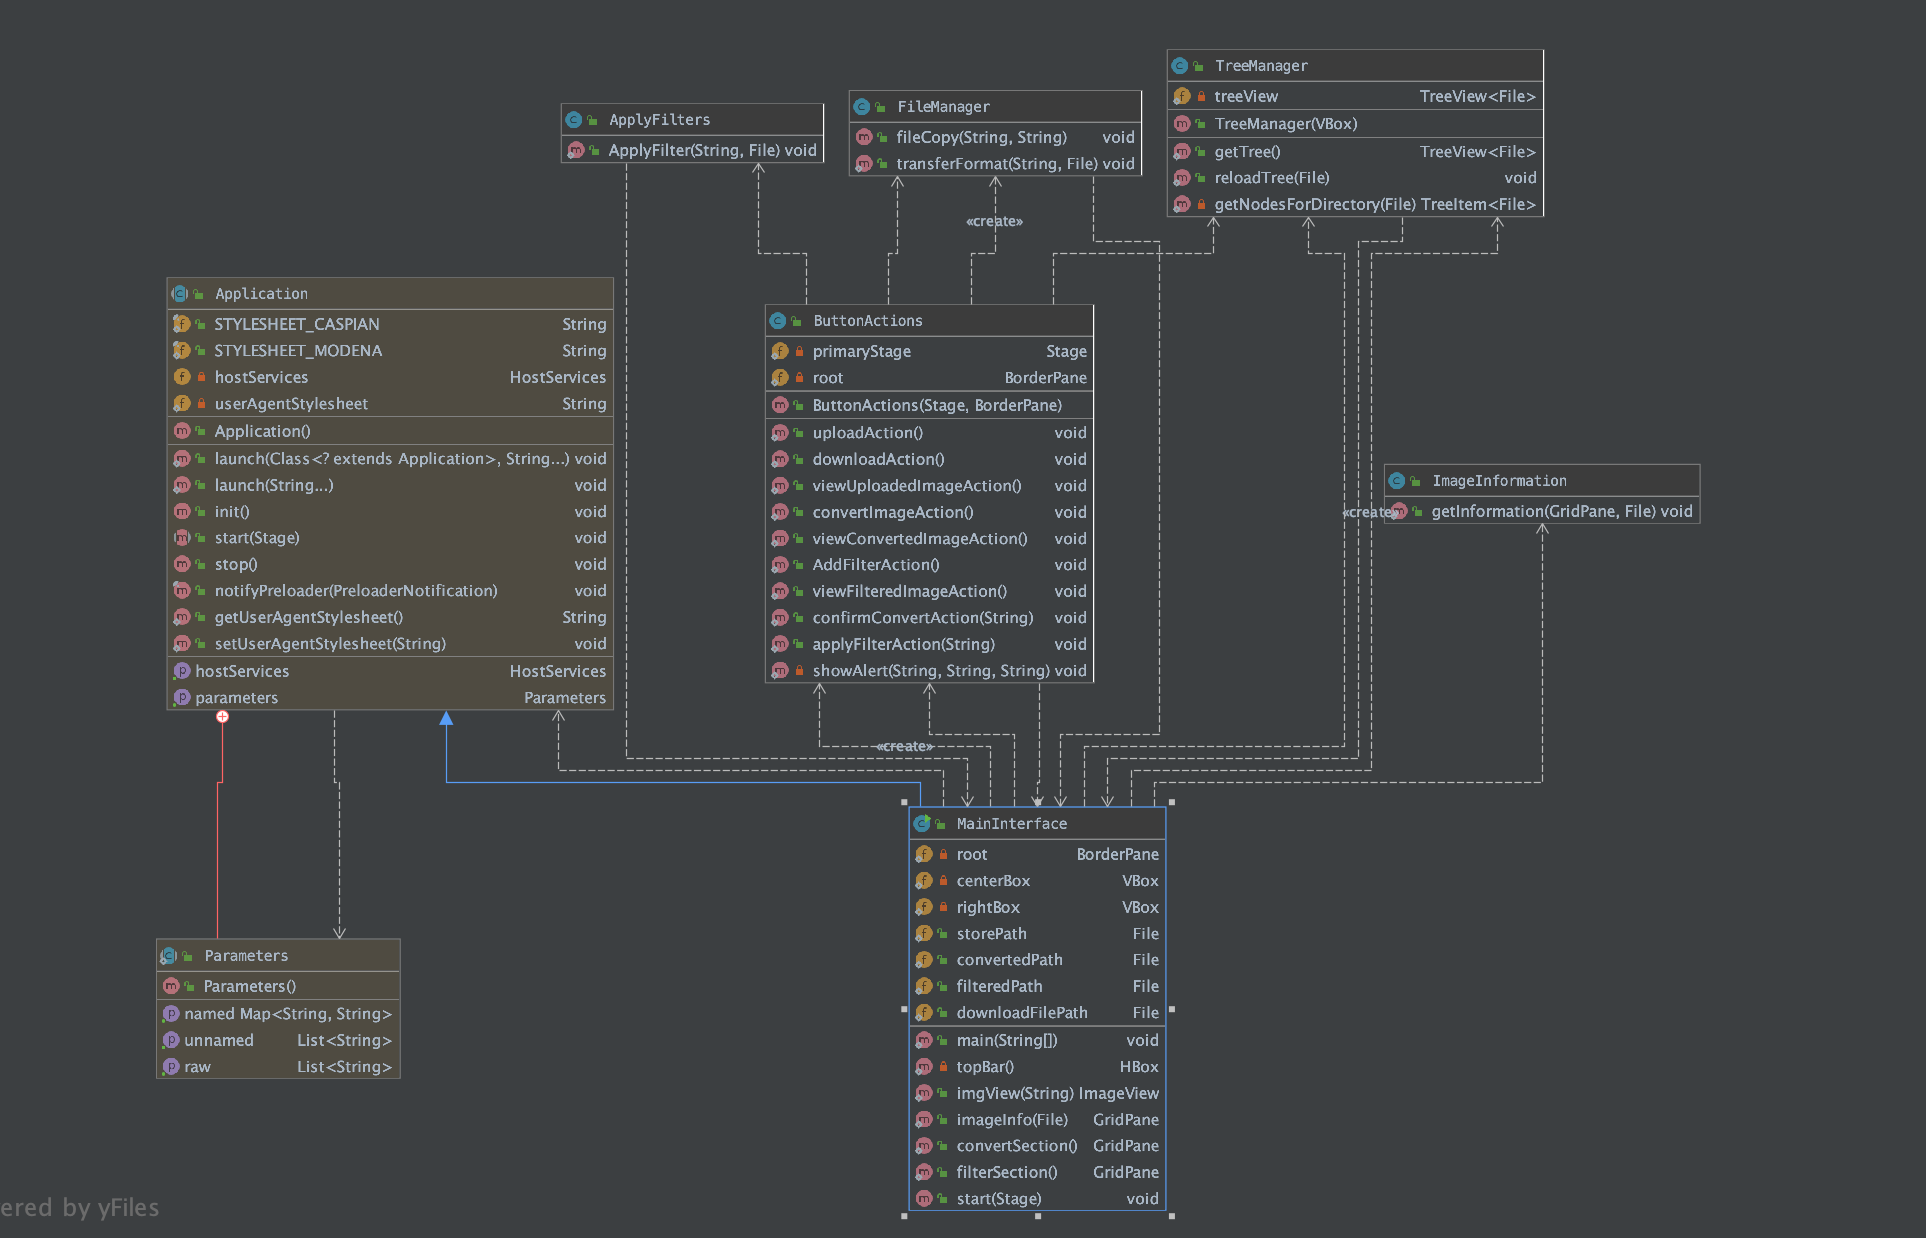 TreeManager
treeView TreeView<File>
TreeManager(VBox)
getTree() TreeView<File>
reloadTree(File) void
getNodesForDirectory(File) TreeItem<File>
FileManager
fileCopy(String, String) void
transferFormat(String, File) void
ApplyFilters
ApplyFilter(String, File) void
«create»
Application
STYLESHEET_CASPIAN String
STYLESHEET_MODENA String
hostServices HostServices
userAgentStylesheet String
Application()
launch(Class<? extends Application>, String...) void
launch(String...) void
init() void
start(Stage) void
stop() void
notifyPreloader(PreloaderNotification) void
getUserAgentStylesheet() String
setUserAgentStylesheet(String) void
hostServices HostServices
parameters Parameters
ButtonActions
primaryStage Stage
root BorderPane
ButtonActions(Stage, BorderPane)
uploadAction() void
downloadAction() void
viewUploadedImageAction() void
convertImageAction() void
viewConvertedImageAction() void
AddFilterAction() void
viewFilteredImageAction() void
confirmConvertAction(String) void
applyFilterAction(String) void
showAlert(String, String, String) void
ImageInformation
«create»
getInformation(GridPane, File) void
«create»
MainInterface
root BorderPane
centerBox VBox
rightBox VBox
storePath File
convertedPath File
filteredPath File
downloadFilePath File
main(String[]) void
topBar() HBox
imgView(String) ImageView
imageInfo(File) GridPane
convertSection() GridPane
filterSection() GridPane
start(Stage) void
Parameters
Parameters()
named Map<String, String>
unnamed List<String>
raw List<String>
ered by yFiles